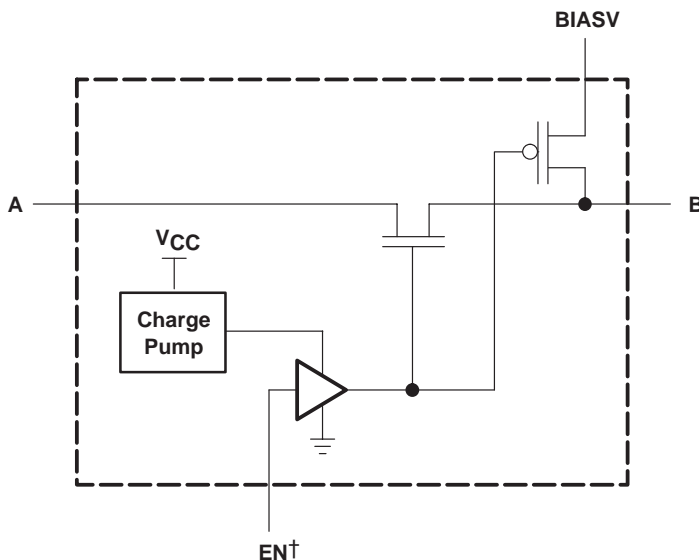 BIASV
A
B
VCC
Charge
Pump
EN†